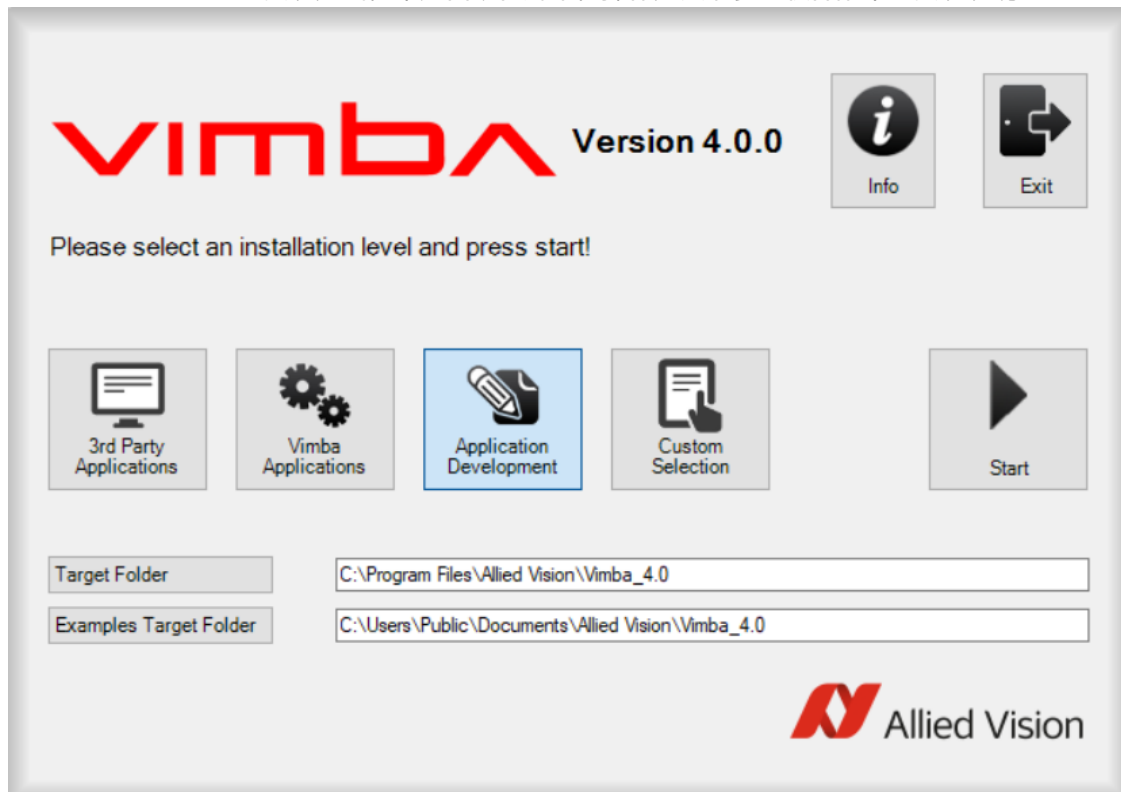 vimba Version 4.0.0
Info
Exit
Please select an installation level and press start!
3rd Party
Applications
Vimba
Applications
Application
Development
Custom
Selection
Start
Target Folder
C:\Program Files\Allied Vision\Vimba_4.0
Examples Target Folder
C:\Users\Public\Documents\Allied Vision\Vimba_4.0
Allied Vision